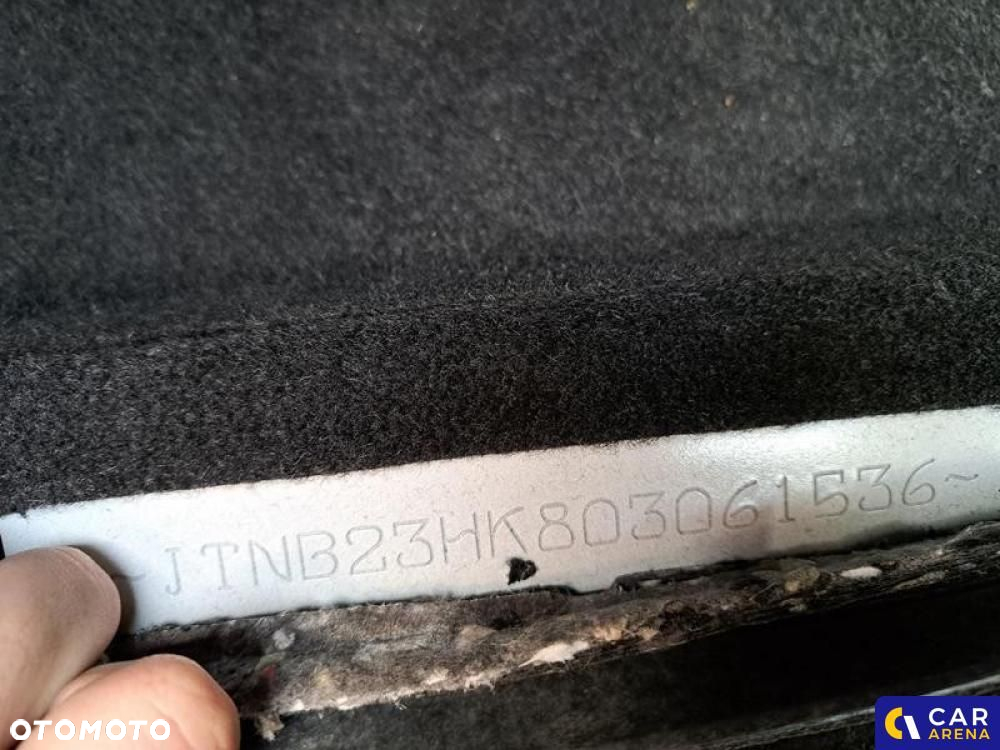 ~JTNB23HK803061536~
OTOMOTO
CAR
ARENA